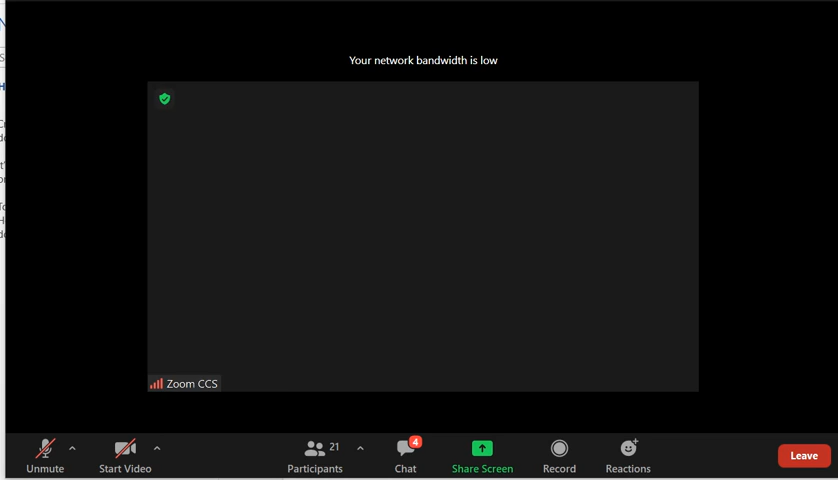 Your network bandwidth is low
Zoom CCS
21
4
Unmute
Start Video
Participants
Chat
Share Screen
Record
Reactions
Leave